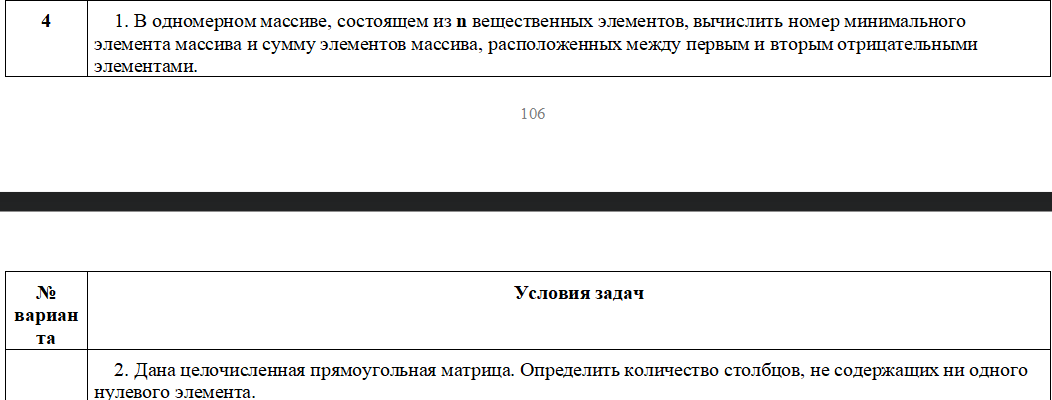 4
1. В одномерном массиве, состоящем из n вещественных элементов, вычислить номер минимального
элемента массива и сумму элементов массива, расположенных между первым и вторым отрицательными
элементами.
106
№
вариан
та
Условия задач
2. Дана целочисленная прямоугольная матрица. Определить количество столбцов, не содержащих ни одного
нулевого элемента.